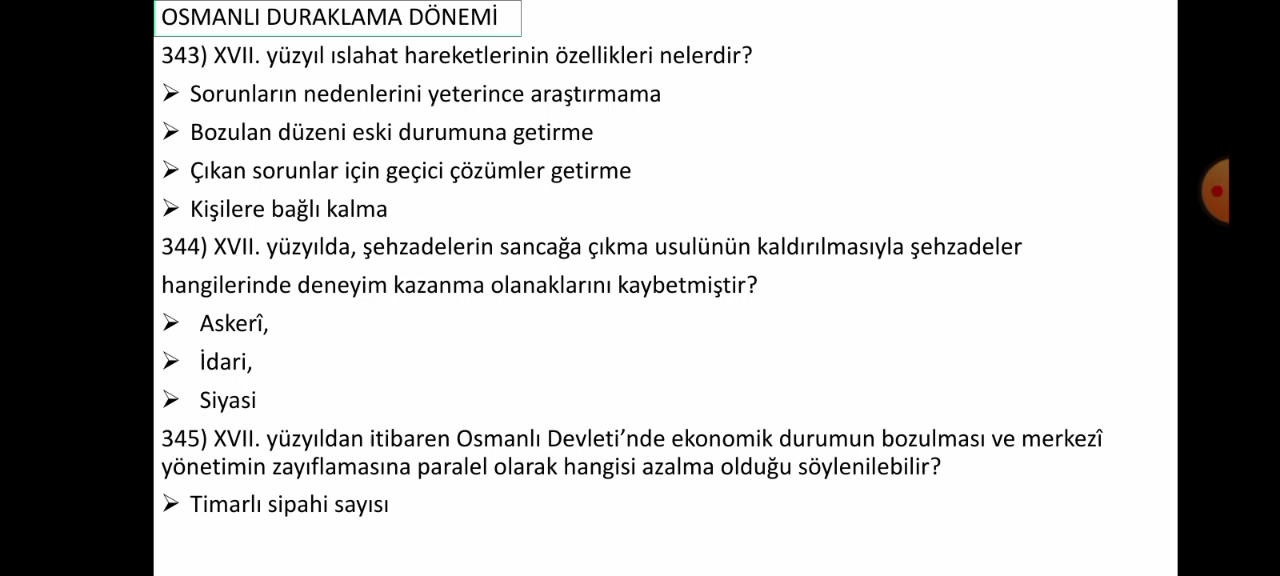 OSMANLI DURAKLAMA DÖNEMİ
343) XVII. yüzyıl ıslahat hareketlerinin özellikleri nelerdir?
➢ Sorunların nedenlerini yeterince araştırmama
➢ Bozulan düzeni eski durumuna getirme
➢ Çıkan sorunlar için geçici çözümler getirme
➢ Kişilere bağlı kalma
344) XVII. yüzyılda, şehzadelerin sancağa çıkma usulünün kaldırılmasıyla şehzadeler
hangilerinde deneyim kazanma olanaklarını kaybetmiştir?
➢ Askerî,
➢ İdari,
➢ Siyasi
345) XVII. yüzyıldan itibaren Osmanlı Devleti’nde ekonomik durumun bozulması ve merkezî
yönetimin zayıflamasına paralel olarak hangisi azalma olduğu söylenilebilir?
➢ Timarlı sipahi sayısı